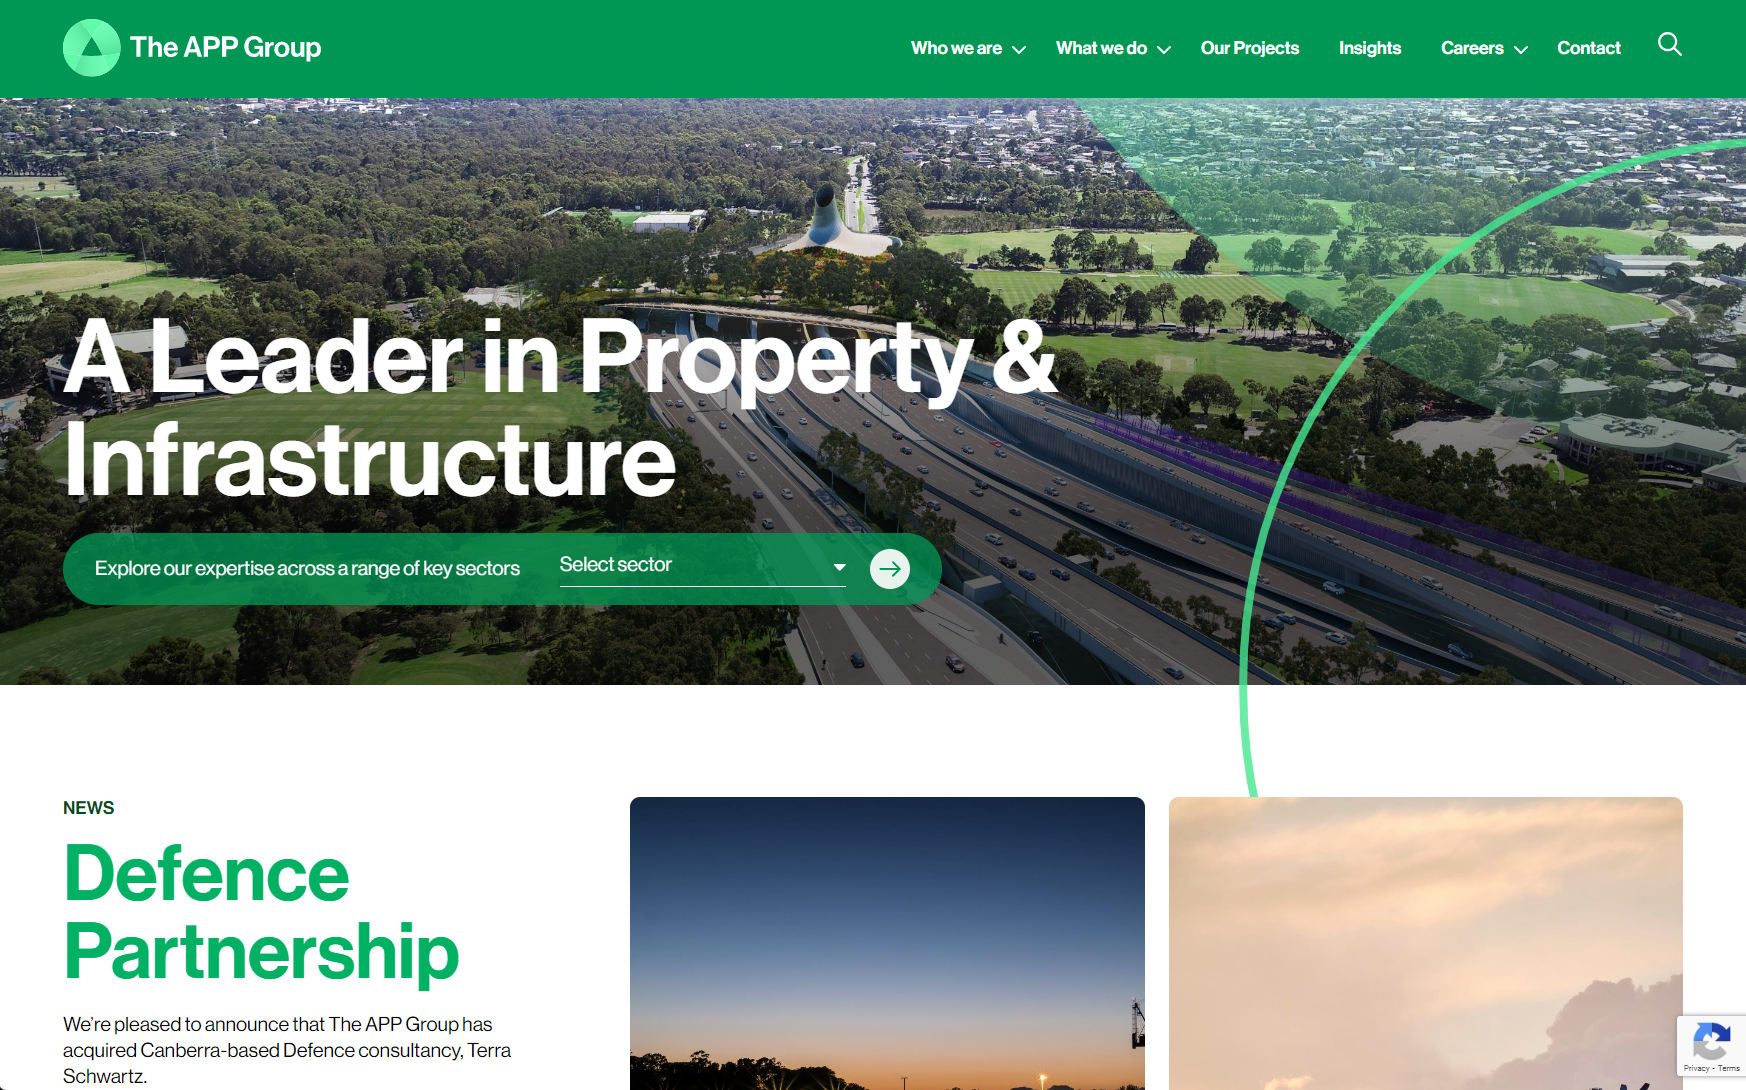 The APP Group
Who we are
What we do
Our Projects
Insights
Careers
Contact
A Leader in Property &
Infrastructure
Explore our expertise across a range of key sectors
Select sector
NEWS
Defence
Partnership
We're pleased to announce that The APP Group has
acquired Canberra-based Defence consultancy, Terra
Schwartz.
Privacy - Terms